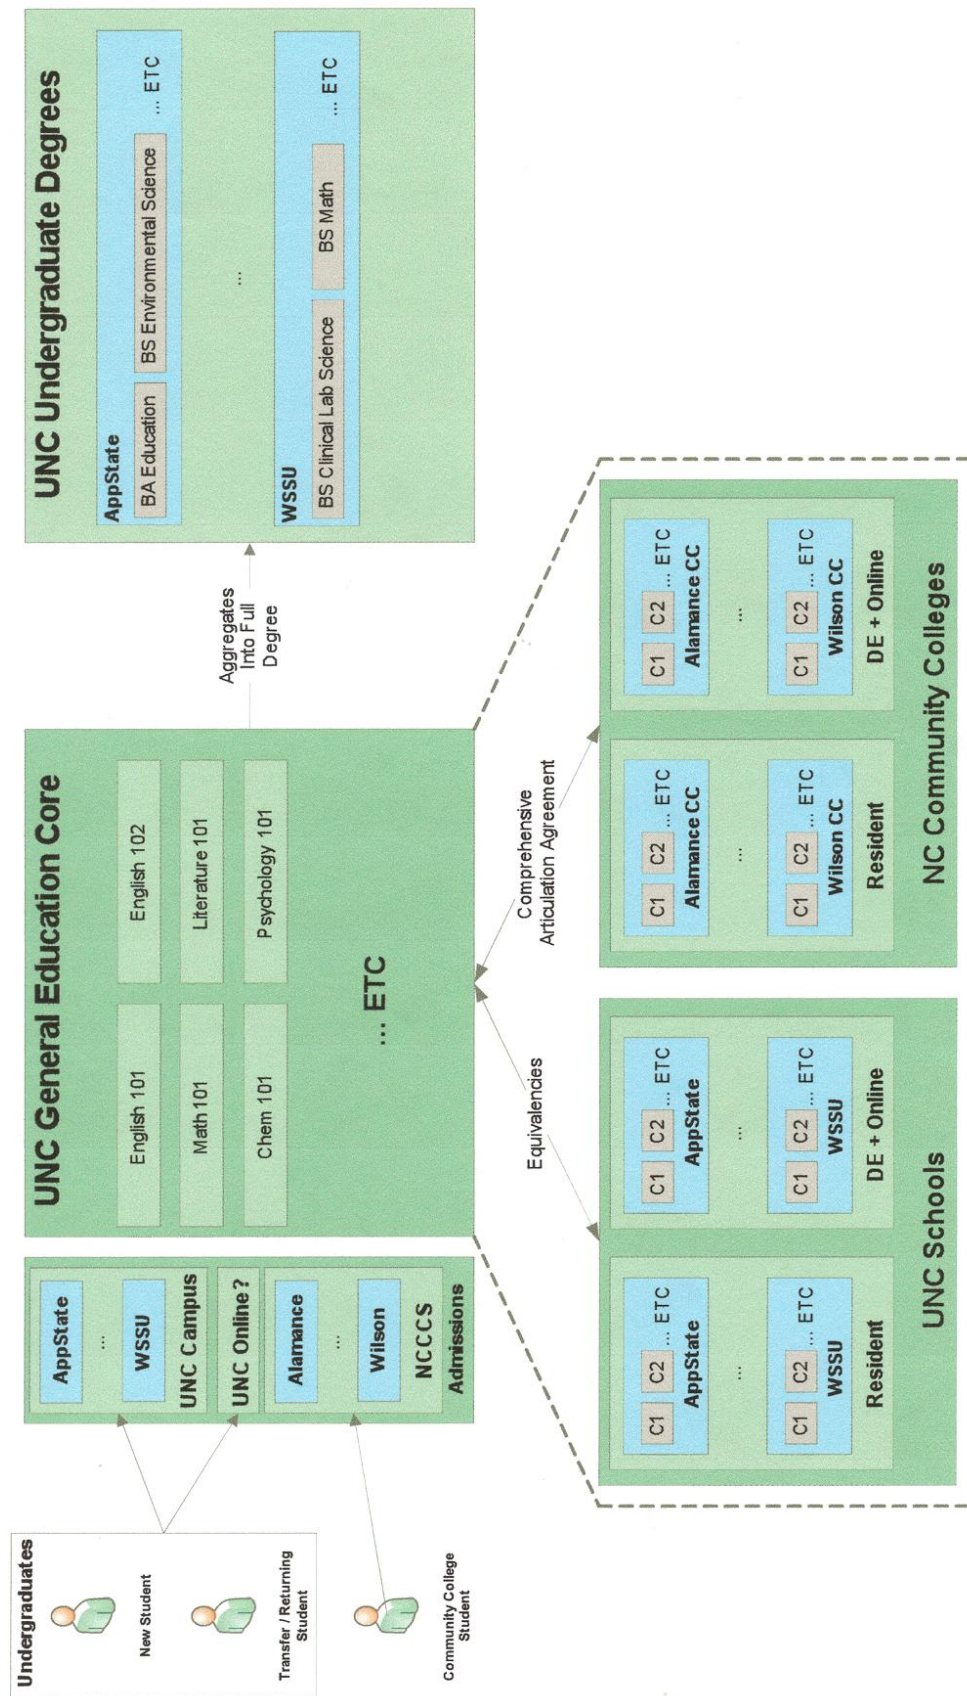 Undergraduates
New Student
Transfer / Returning
Student
Community College
Student
AppState
...
WSSU
UNC Campus
UNC Online?
Alamance
...
Wilson
NCCCS
Admissions
UNC General Education Core
English 101
English 102
Math 101
Literature 101
Chem 101
Psychology 101
... ETC
Aggregates
Into Full
Degree
UNC Undergraduate Degrees
AppState
BA Education
BS Environmental Science
... ETC
...
WSSU
BS Clinical Lab Science
BS Math
... ETC
Equivalencies
Comprehensive
Articulation Agreement
C1 C2 ... ETC
AppState
...
C1 C2 ... ETC
WSSU
Resident
C1 C2 ... ETC
AppState
...
C1 C2 ... ETC
WSSU
DE + Online
UNC Schools
C1 C2 ... ETC
Alamance CC
...
C1 C2 ... ETC
Wilson CC
Resident
C1 C2 ... ETC
Alamance CC
...
C1 C2 ... ETC
Wilson CC
DE + Online
NC Community Colleges